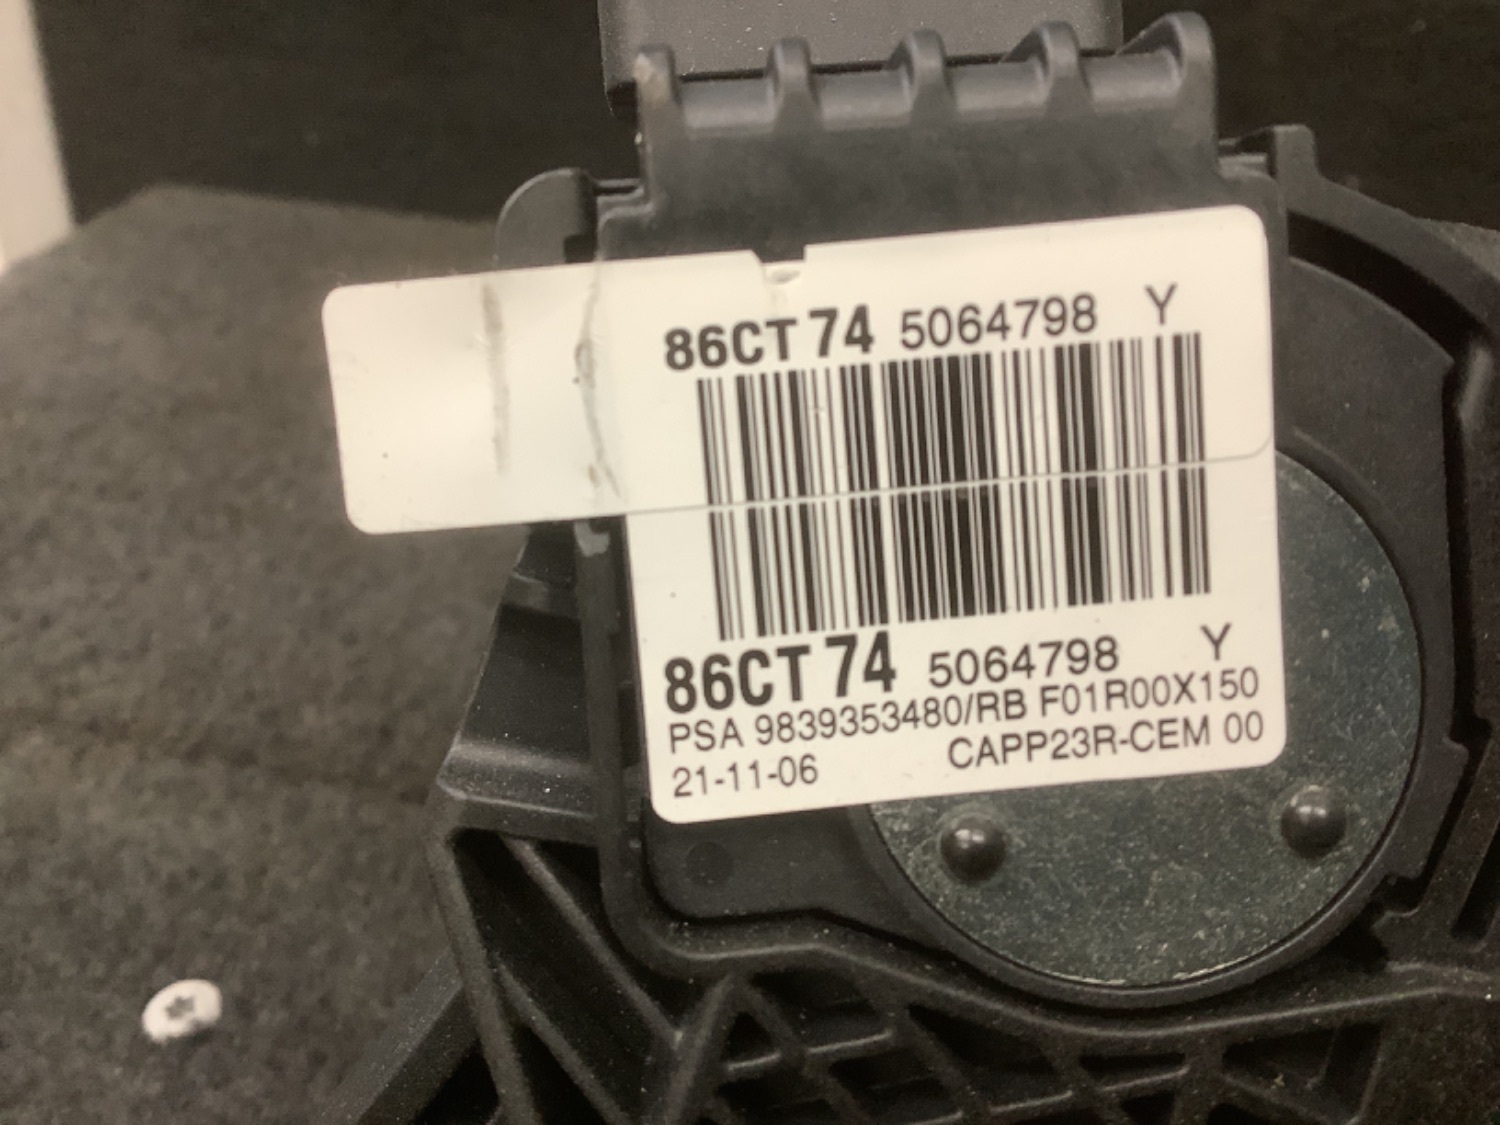 86CT 74 5064798 Y
86CT 74 5064798 Y
PSA 9839353480/RB F01R00X150
21-11-06 CAPP23R-CEM 00